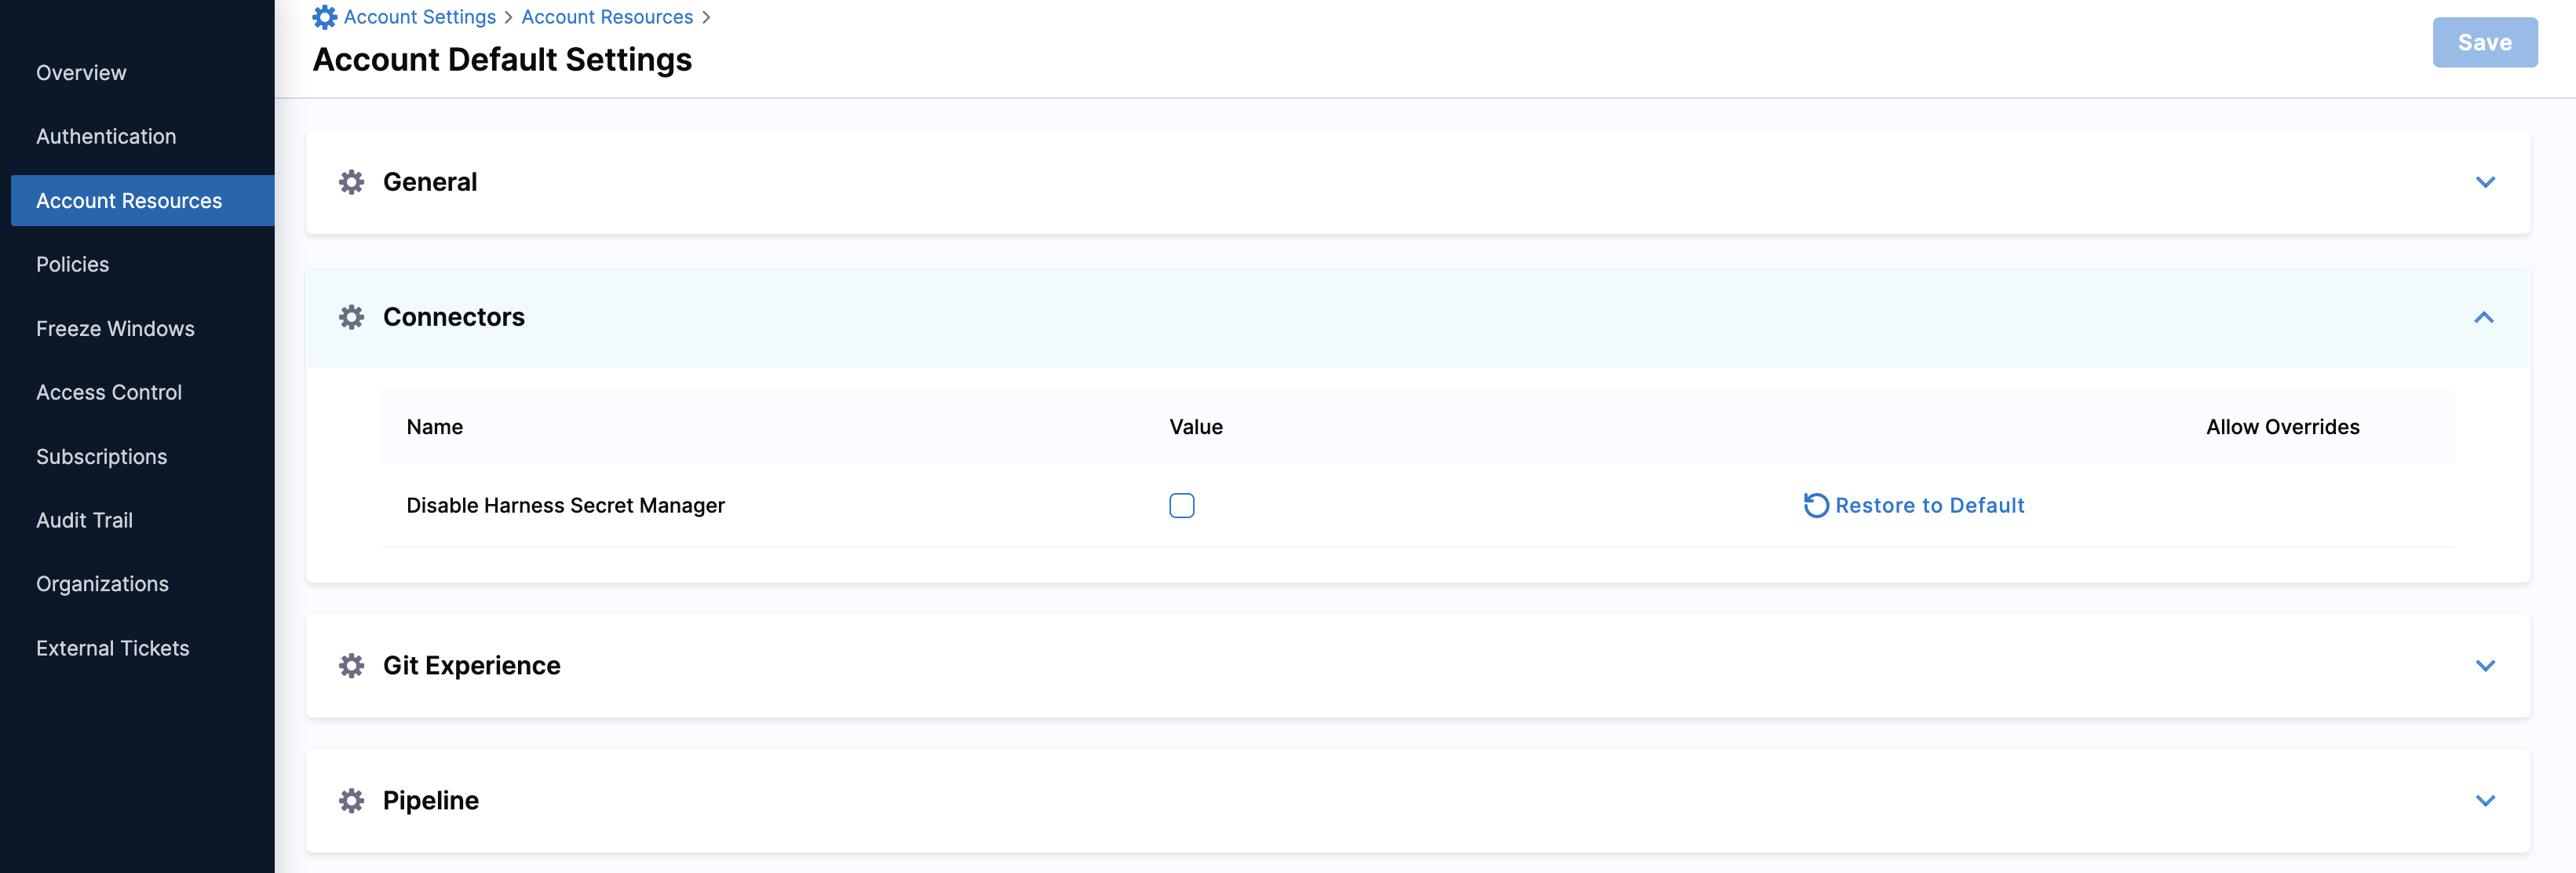 Overview
Authentication
Account Resources
Policies
Freeze Windows
Access Control
Subscriptions
Audit Trail
Organizations
External Tickets
Account Settings > Account Resources >
Account Default Settings
Save
General
Connectors
Name Value Allow Overrides
Disable Harness Secret Manager Restore to Default
Git Experience
Pipeline